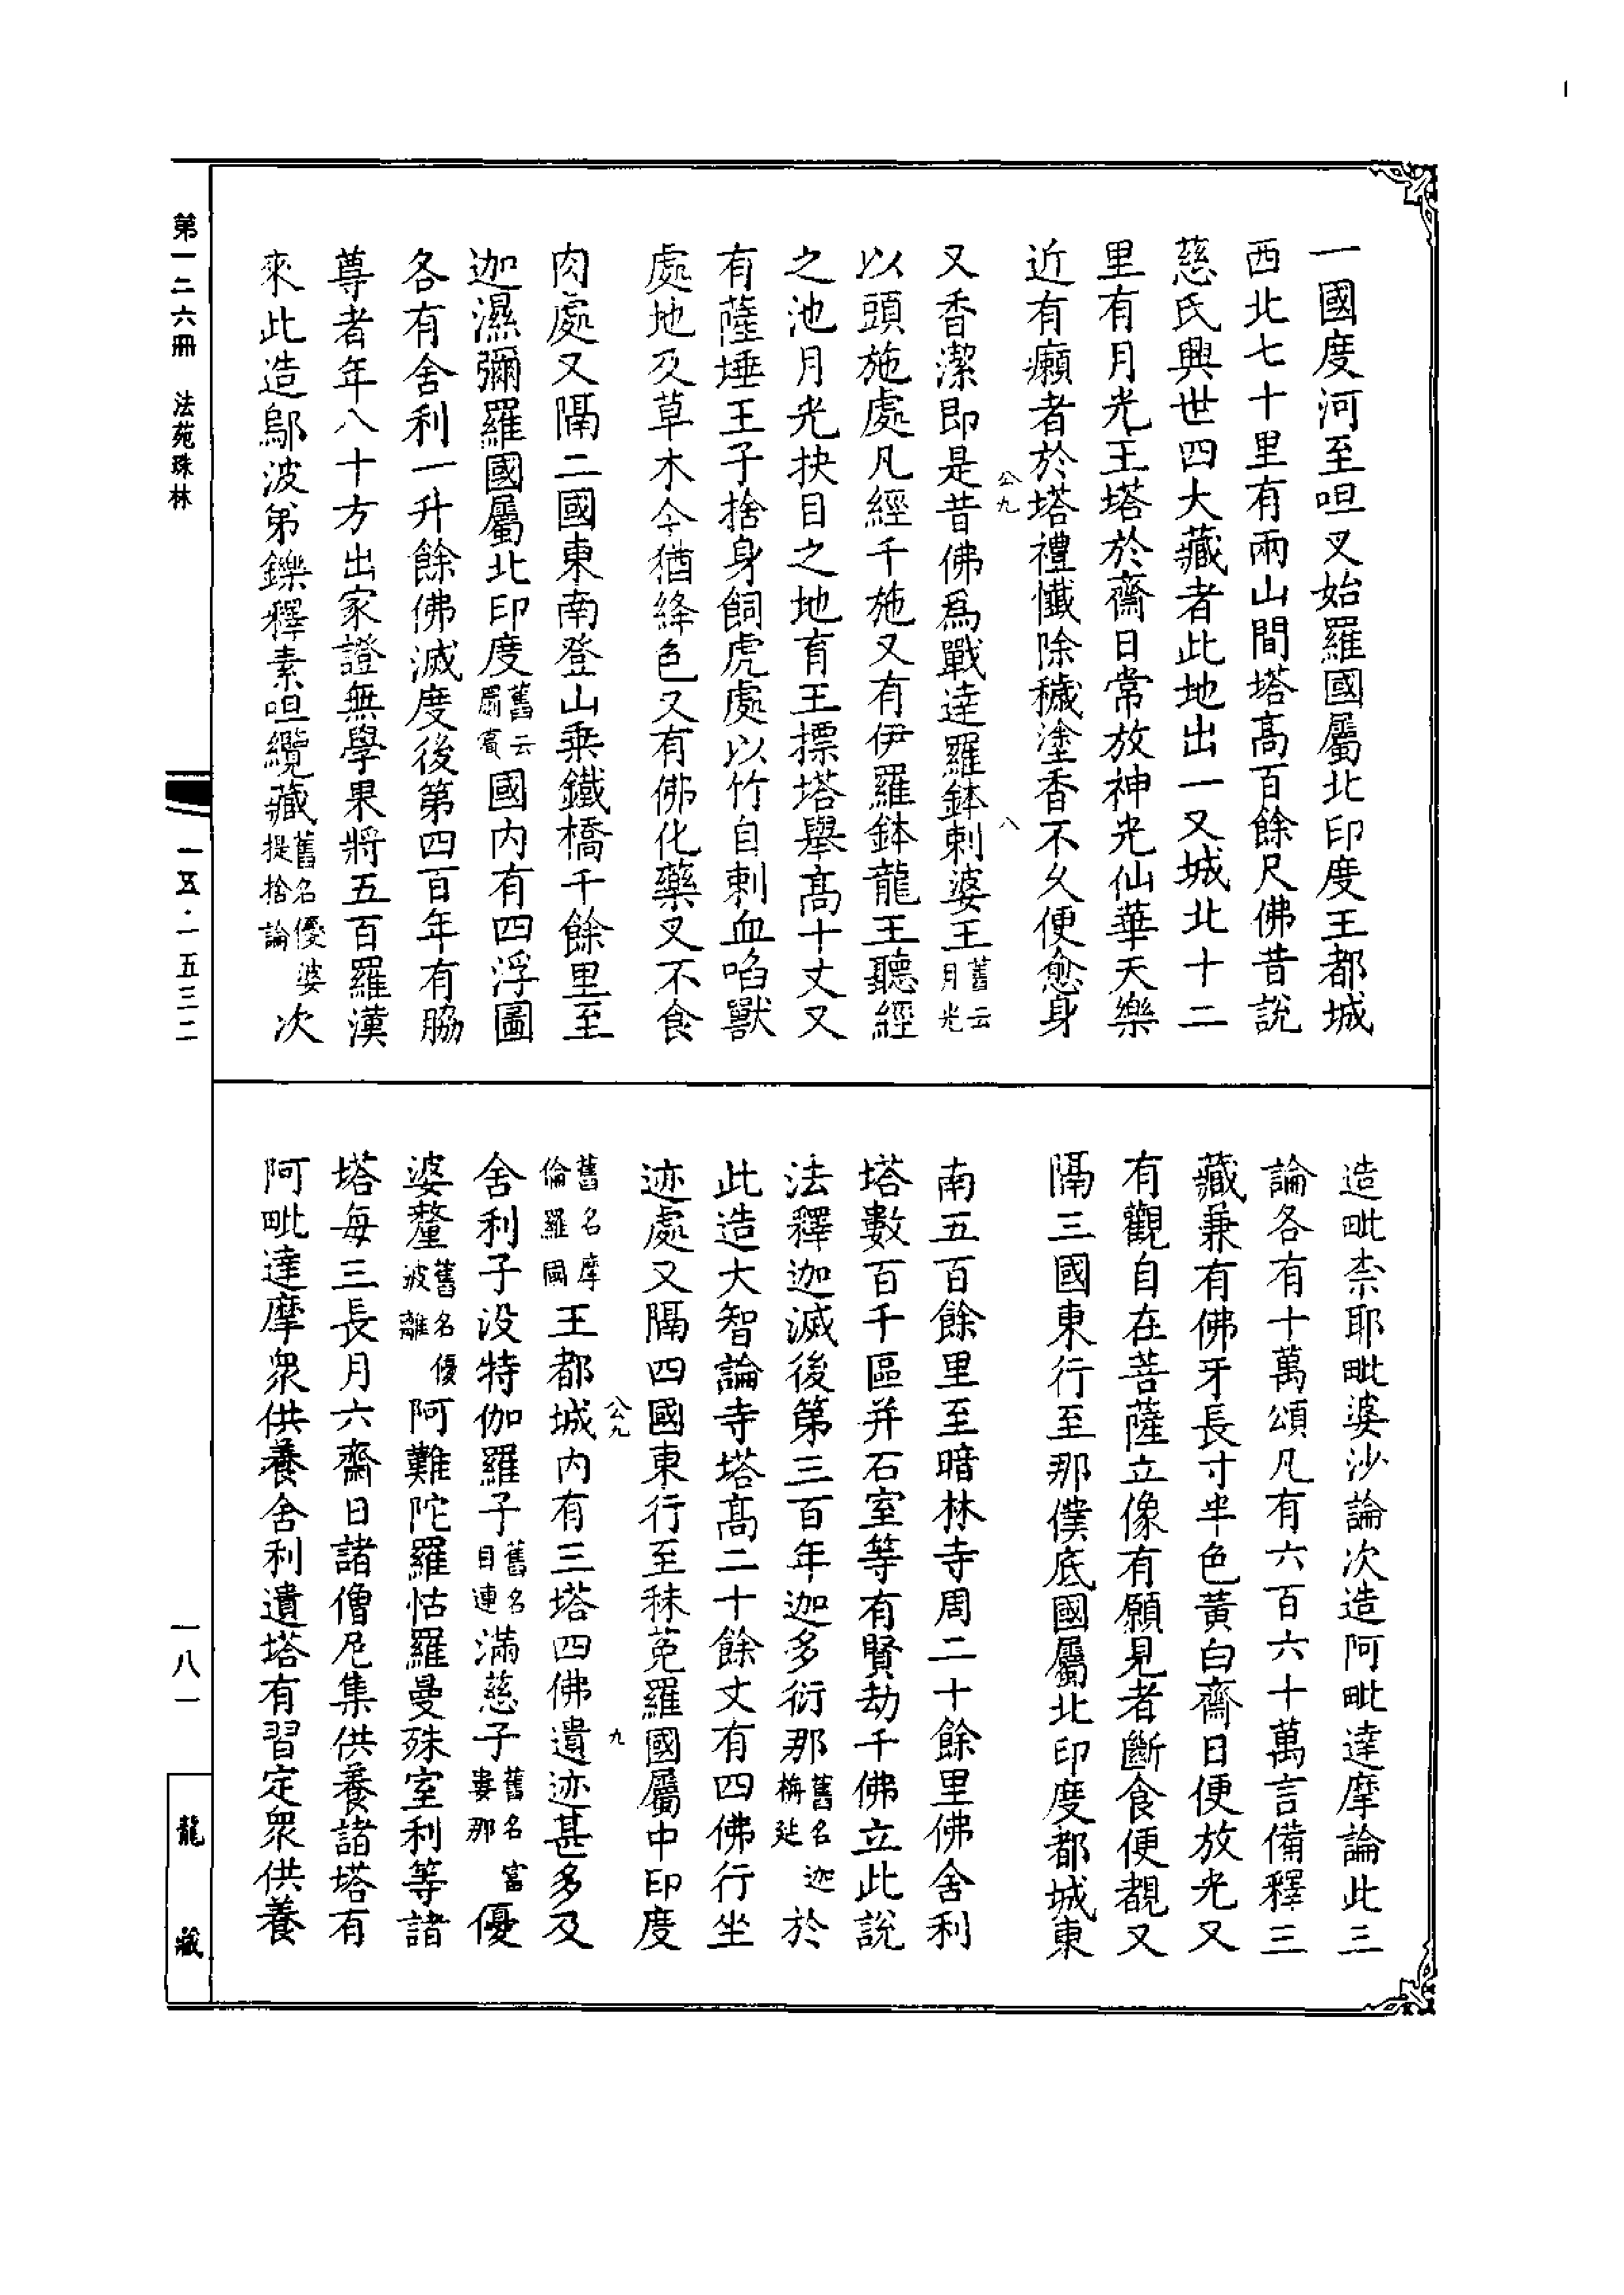 一國度河至呾叉始羅國屬北印度王都城
西北七十里有兩山間塔高百餘尺佛昔說
慈氏興世四大藏者此地出一又城北十二
里有月光王塔於齋日常放神光仙華天樂
近有癩者於塔禮懺除穢塗香不久便愈身
公九
八
又香潔即是昔佛為戰達羅鉢剌婆王舊云月光
以頭施處凡經千施又有伊羅鉢龍王聽經
之池月光抉目之地育王摽塔舉高十丈又
有薩埵王子捨身飼虎處以竹自刺血啗獸
處地及草木今猶絳色又有佛化藥叉不食
肉處又隔二國東南登山乘鐵橋千餘里至
迦濕彌羅國屬北印度舊云罽賓國內有四浮圖
各有舍利一升餘佛滅度後第四百年有脇
尊者年八十方出家證無學果將五百羅漢
來此造鄔波第鑠釋素呾纜藏舊名優婆提捨論次
造毗柰耶毗婆沙論次造阿毗達摩論此三
論各有十萬頌凡有六百六十萬言備釋三
藏兼有佛牙長寸半色黃白齋日便放光又
有觀自在菩薩立像有願見者斷食便覩又
隔三國東行至那僕底國屬北印度都城東
南五百餘里至暗林寺周二十餘里佛舍利
塔數百千區并石室等有賢劫千佛立此說
法釋迦滅後第三百年迦多衍那舊名迦栴延於
此造大智論寺塔高二十餘丈有四佛行坐
迹處又隔四國東行至秣菟羅國屬中印度
公九
九
舊名摩倫羅國王都城內有三塔四佛遺迹甚多及
舍利子沒特伽羅子舊名目連滿慈子舊名富婁那優
婆釐舊名優波離阿難陀羅怙羅曼殊室利等諸
塔每三長月六齋日諸僧尼集供養諸塔有
阿毗達摩眾供養舍利遺塔有習定眾供養
第一二六冊　法苑珠林
一五·一五三二
一八一
龍藏